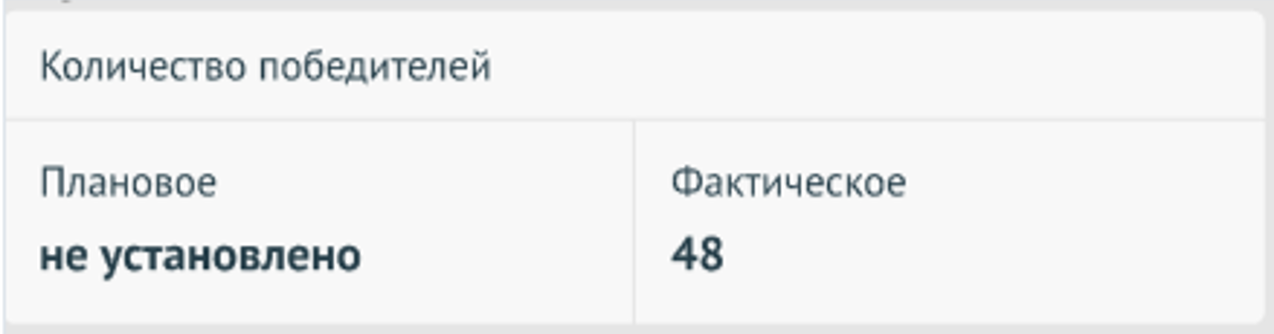 Количество победителей
Плановое
Фактическое
не установлено
48